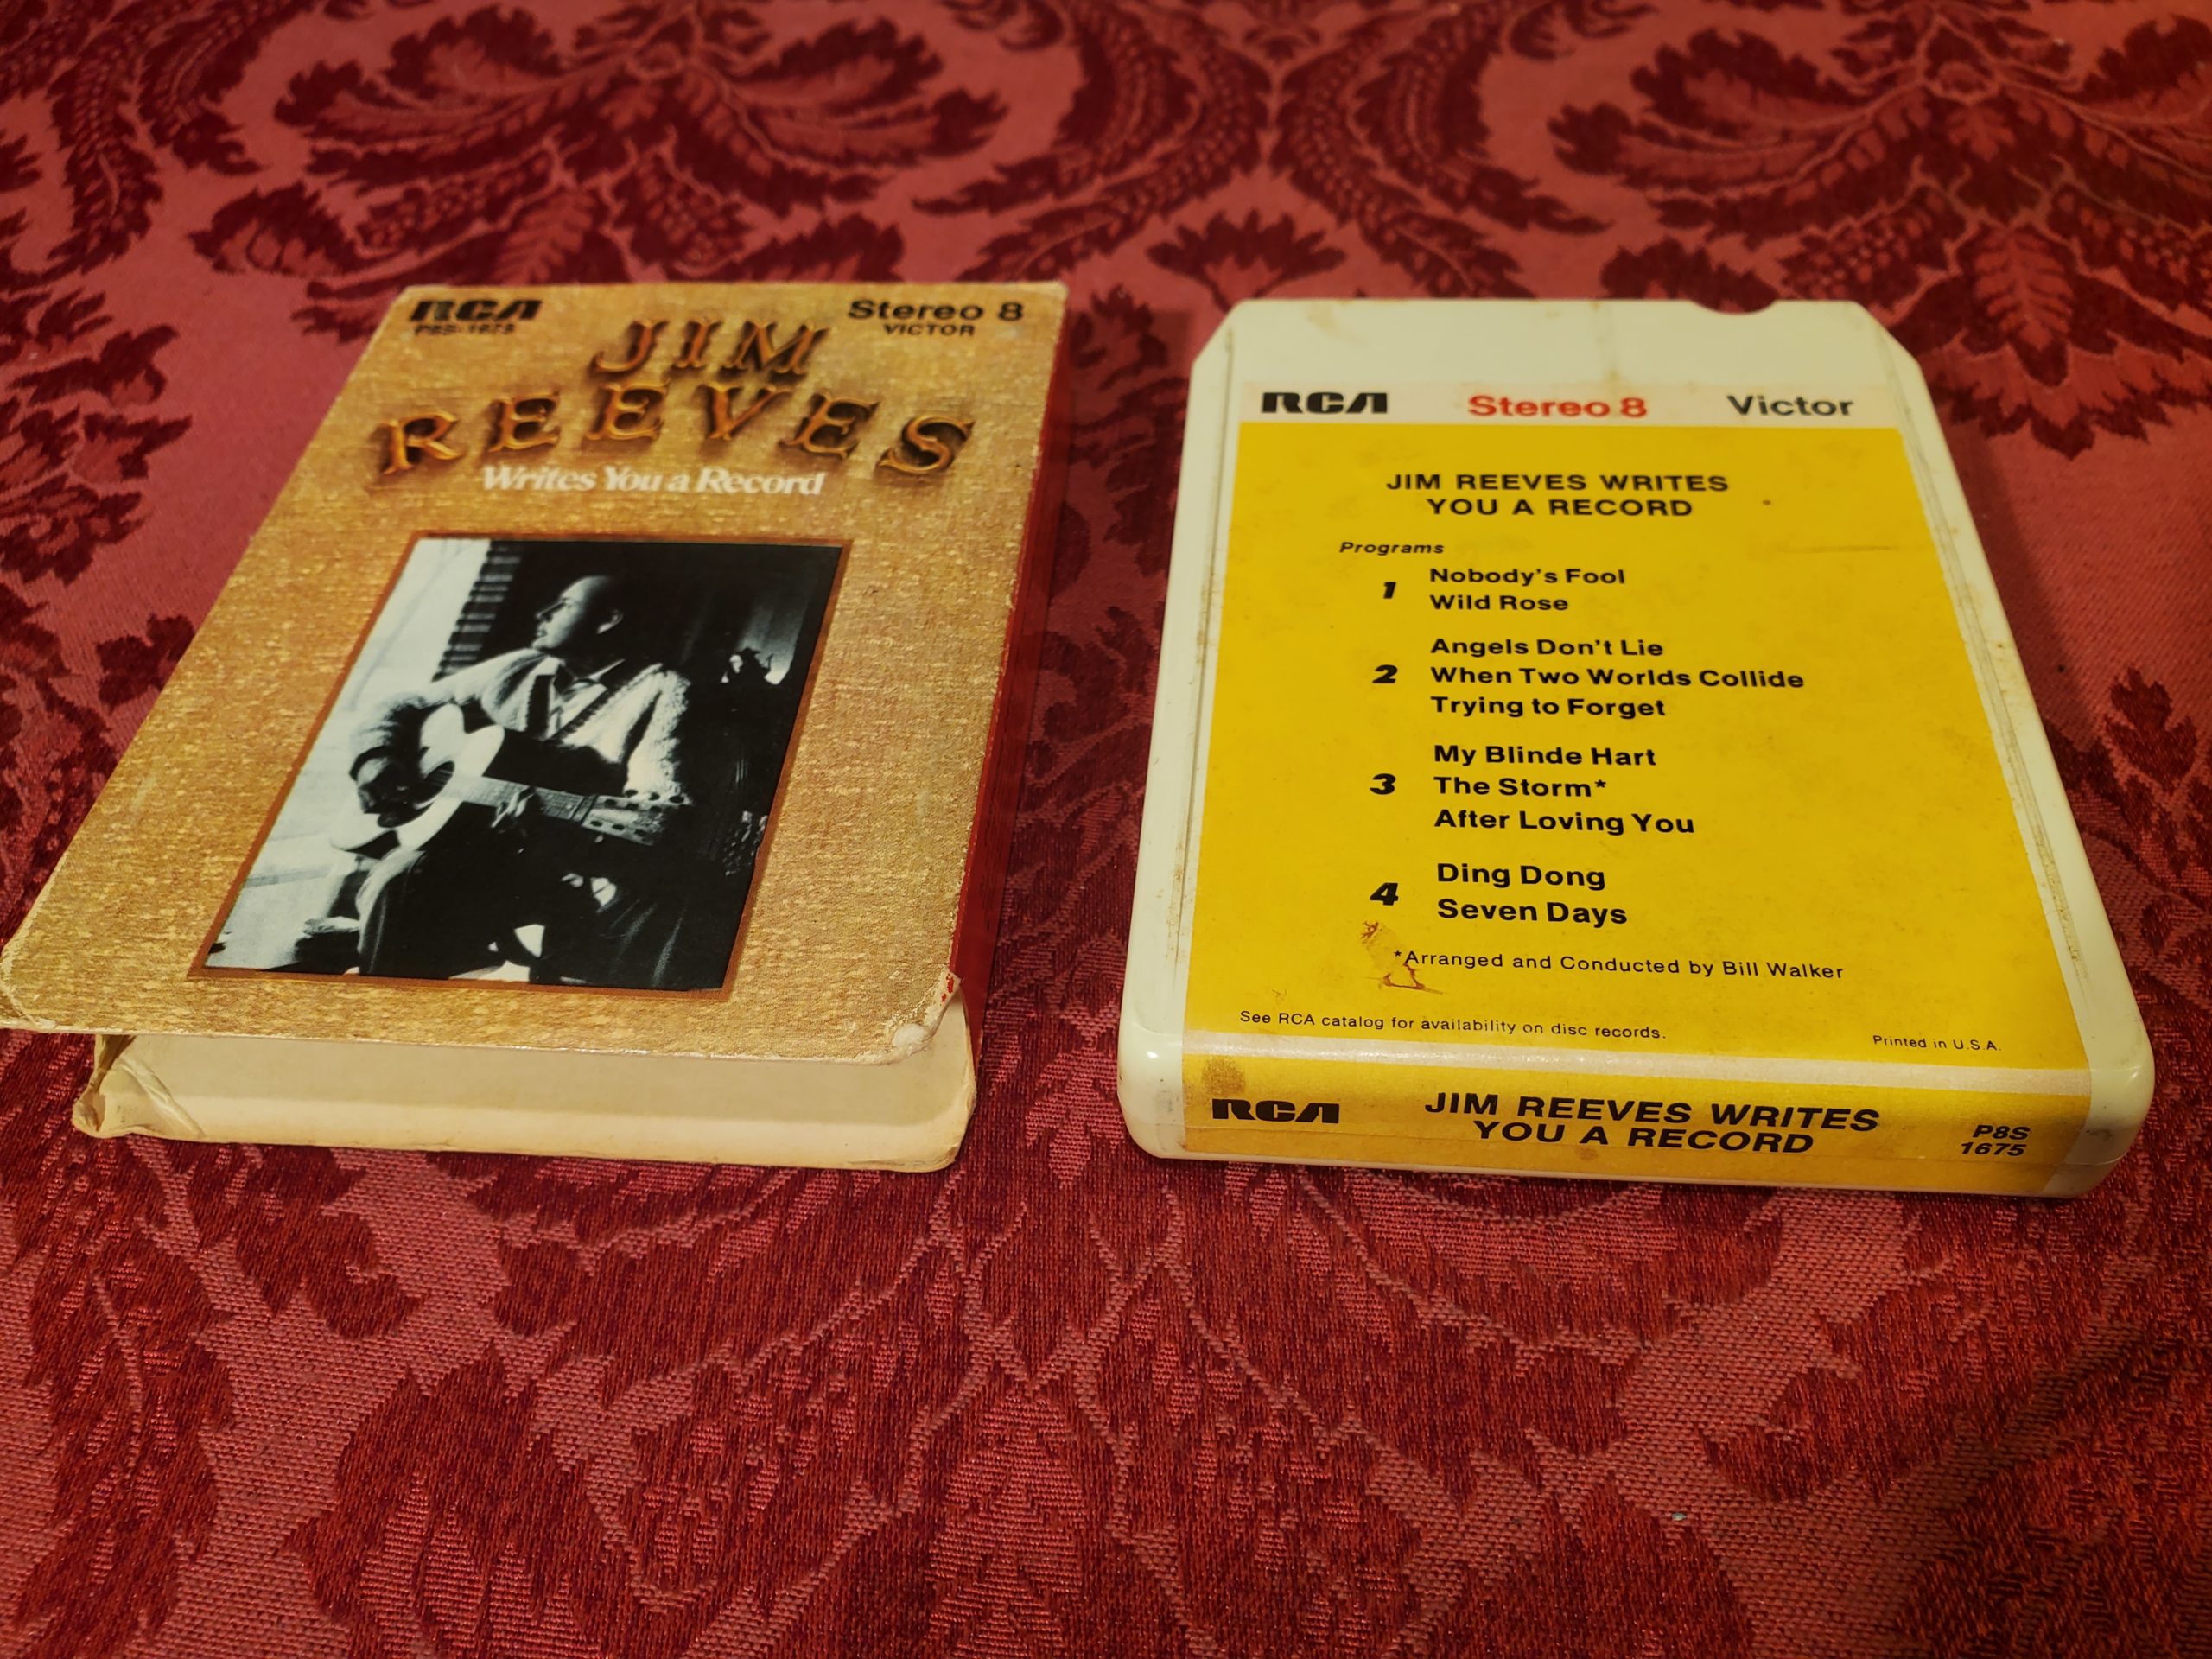 RCA
P8S-1675
Stereo 8
VICTOR
JIM
REEVES
Writes You a Record
RCA Stereo 8 Victor
JIM REEVES WRITES
YOU A RECORD
Programs
1
Nobody's Fool
Wild Rose
2
Angels Don't Lie
When Two Worlds Collide
Trying to Forget
3
My Blinde Hart
The Storm*
After Loving You
4
Ding Dong
Seven Days
*Arranged and Conducted by Bill Walker
See RCA catalog for availability on disc records.
Printed in U.S.A.
RCA
JIM REEVES WRITES
YOU A RECORD
P8S
1675